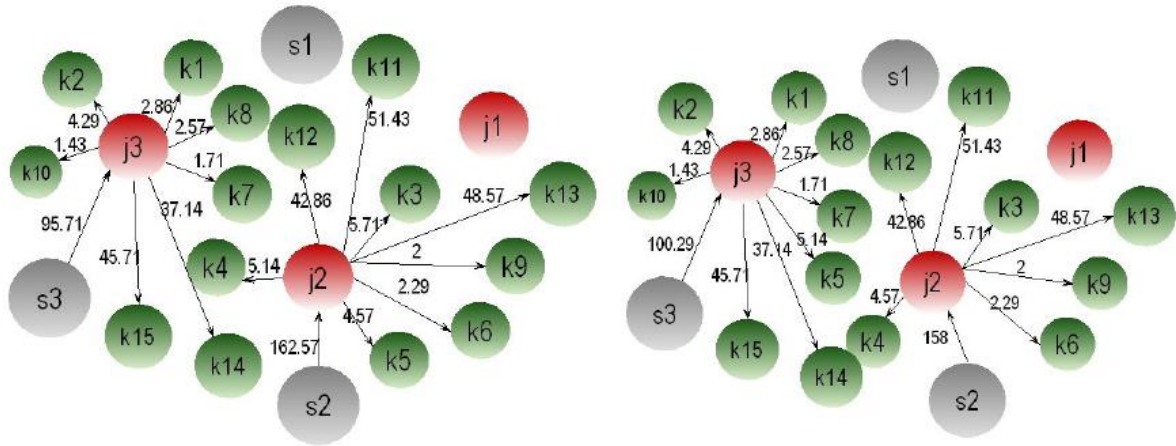 s1
k2
k1
k11
2.86
k8
j1
4.29
2.57
51.43
k12
1.43
j3
k10
1.71
k7
k3
k13
95.71
37.14
42.86
5.71
48.57
45.71
k4
5.14
j2
2
k9
s3
2.29
4.57
k6
k15
k14
162.57
k5
s2
s1
k2
k1
k11
2.86
k8
j1
4.29
2.57
51.43
k12
1.43
j3
k10
1.71
k7
k3
k13
100.29
37.14
5.14
42.86
5.71
48.57
45.71
k5
j2
2
k9
s3
4.57
2.29
k15
k4
158
k6
k14
s2